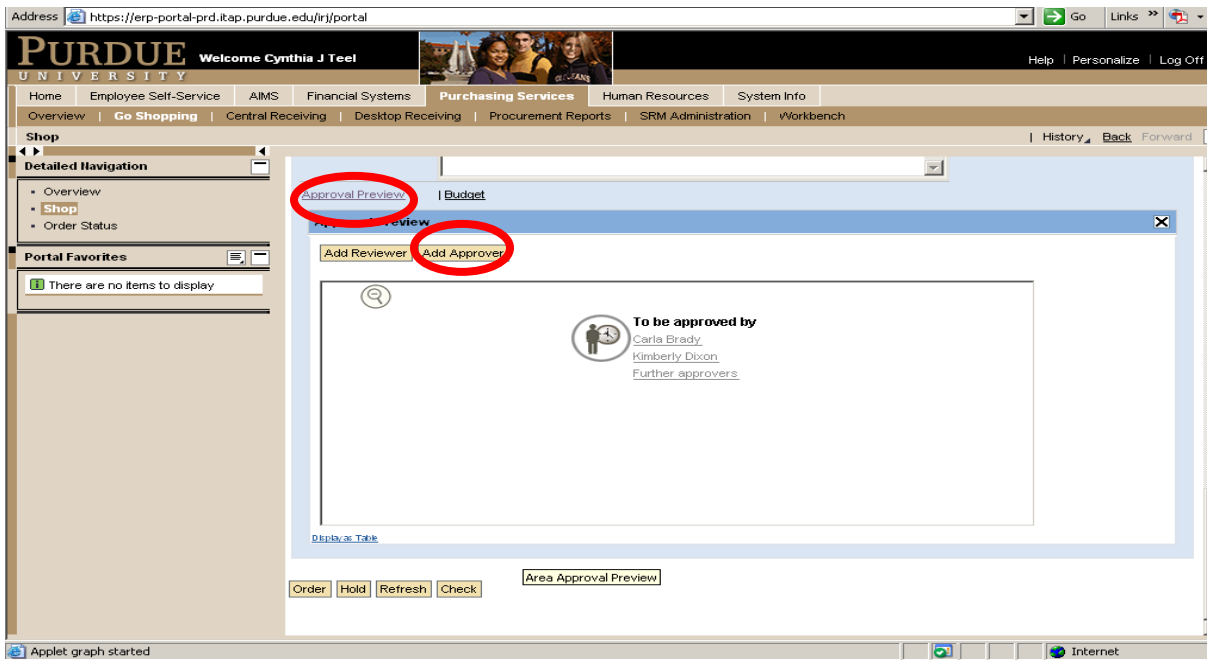 Address https://erp-portal-prd.itap.purdue.edu/irj/portal Go Links »
PURDUE Welcome Cynthia J Teel Help | Personalize | Log Off
UNIVERSITY
Home Employee Self-Service AIMS Financial Systems Purchasing Services Human Resources System Info
Overview | Go Shopping | Central Receiving | Desktop Receiving | Procurement Reports | SRM Administration | Workbench
Shop | History Back Forward
Detailed Navigation
Overview
Shop
Order Status
Portal Favorites
There are no items to display
Approval Preview | Budget
Approval Preview
Add Reviewer Add Approver
To be approved by
Carla Brady
Kimberly Dixon
Further approvers
Display as Table
Area Approval Preview
Order Hold Refresh Check
Applet graph started Internet